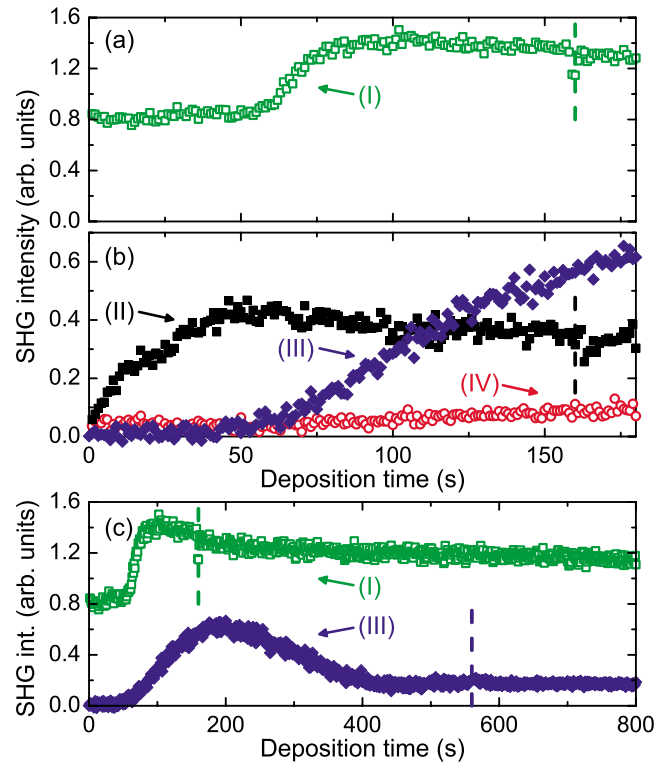 1.6
(a)
1.2
(I)
0.8
0.4
0.0
SHG intensity (arb. units)
(b)
0.6
(II)
0.4
(III)
(IV)
0.2
0.0
0 50 100 150
Deposition time (s)
1.6
(c)
1.2
(I)
0.8
(III)
0.4
0.0
SHG int. (arb. units)
0 200 400 600 800
Deposition time (s)